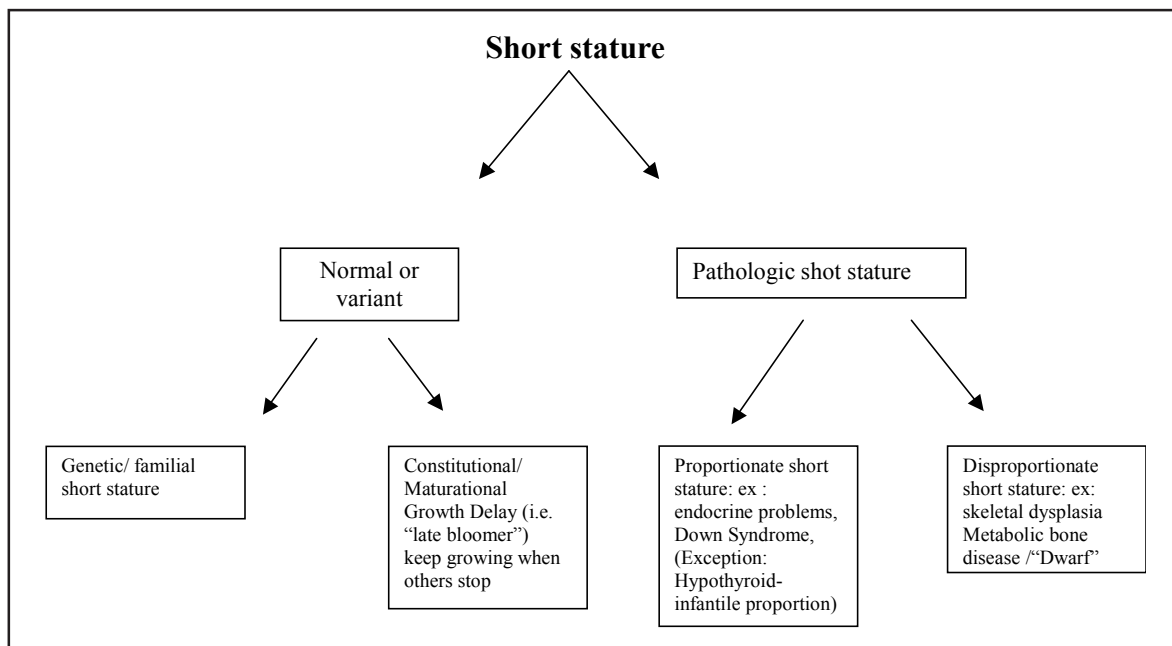 Short stature
Normal or
variant
Pathologic shot stature
Genetic/ familial
short stature
Constitutional/
Maturational
Growth Delay (i.e.
“late bloomer”)
keep growing when
others stop
Proportionate short
stature: ex :
endocrine problems,
Down Syndrome,
(Exception:
Hypothyroid-
infantile proportion)
Disproportionate
short stature: ex:
skeletal dysplasia
Metabolic bone
disease /“Dwarf”